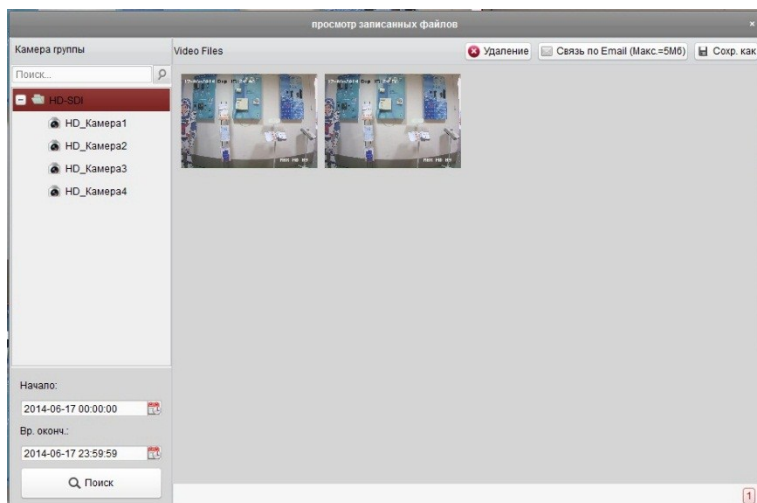 просмотр записанных файлов
Камера группы
Video Files
Удаление
Связь по Email (Макс.=5Мб)
Сохр. как
Поиск...
HD-SDI
HD_Камера1
HD_Камера2
HD_Камера3
HD_Камера4
Начало:
2014-06-17 00:00:00
Вр. оконч.:
2014-06-17 23:59:59
Поиск
1